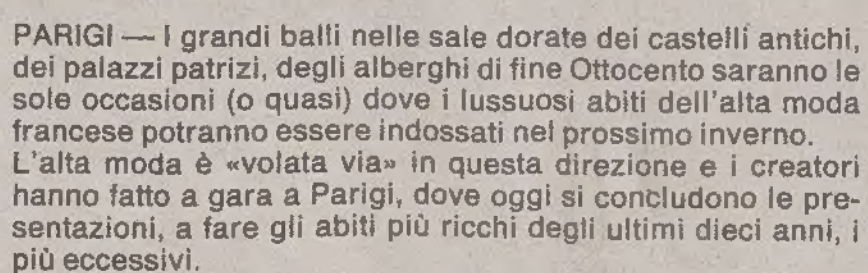 PARIGI — I grandi balli nelle sale dorate dei castelli antichi,
dei palazzi patrizi, degli alberghi di fine Ottocento saranno le
sole occasioni (o quasi) dove i lussuosi abiti dell'alta moda
francese potranno essere indossati nel prossimo inverno.
L'alta moda è «volata via» in questa direzione e i creatori
hanno fatto a gara a Parigi, dove oggi si concludono le pre-
sentazioni, a fare gli abiti più ricchi degli ultimi dieci anni, i
più eccessivi.